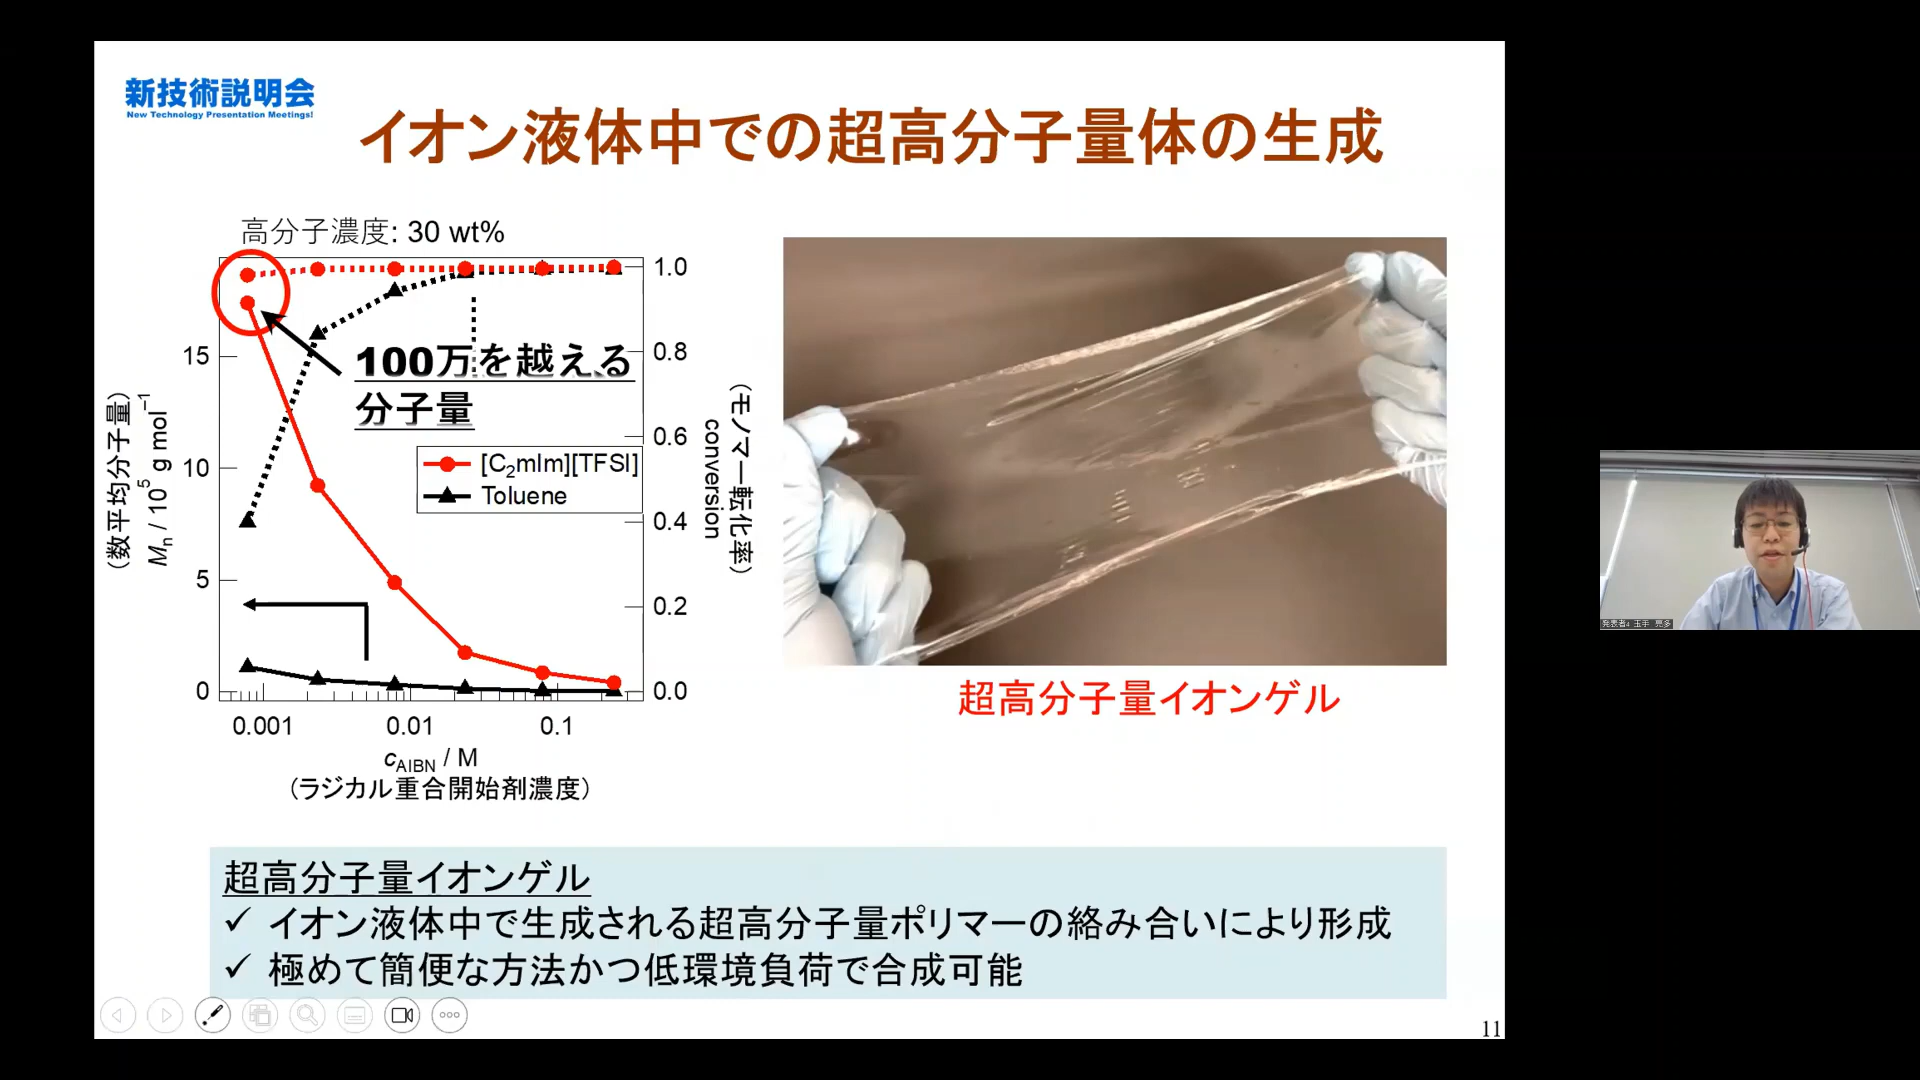 新技術説明会
New Technology Presentation Meetings!
イオン液体中での超高分子量体の生成
高分子濃度: 30 wt%
100万を越える
分子量
[C2mIm][TFSI]
Toluene
15
10
5
0
1.0
0.8
0.6
0.4
0.2
0.0
0.001
0.01
0.1
(数平均分子量)
Mn / 10^5 g mol^-1
(モノマー転化率)
conversion
cAIBN / M
(ラジカル重合開始剤濃度)
超高分子量イオンゲル
超高分子量イオンゲル
✓ イオン液体中で生成される超高分子量ポリマーの絡み合いにより形成
✓ 極めて簡便な方法かつ低環境負荷で合成可能
11
発表者4 玉手 亮多